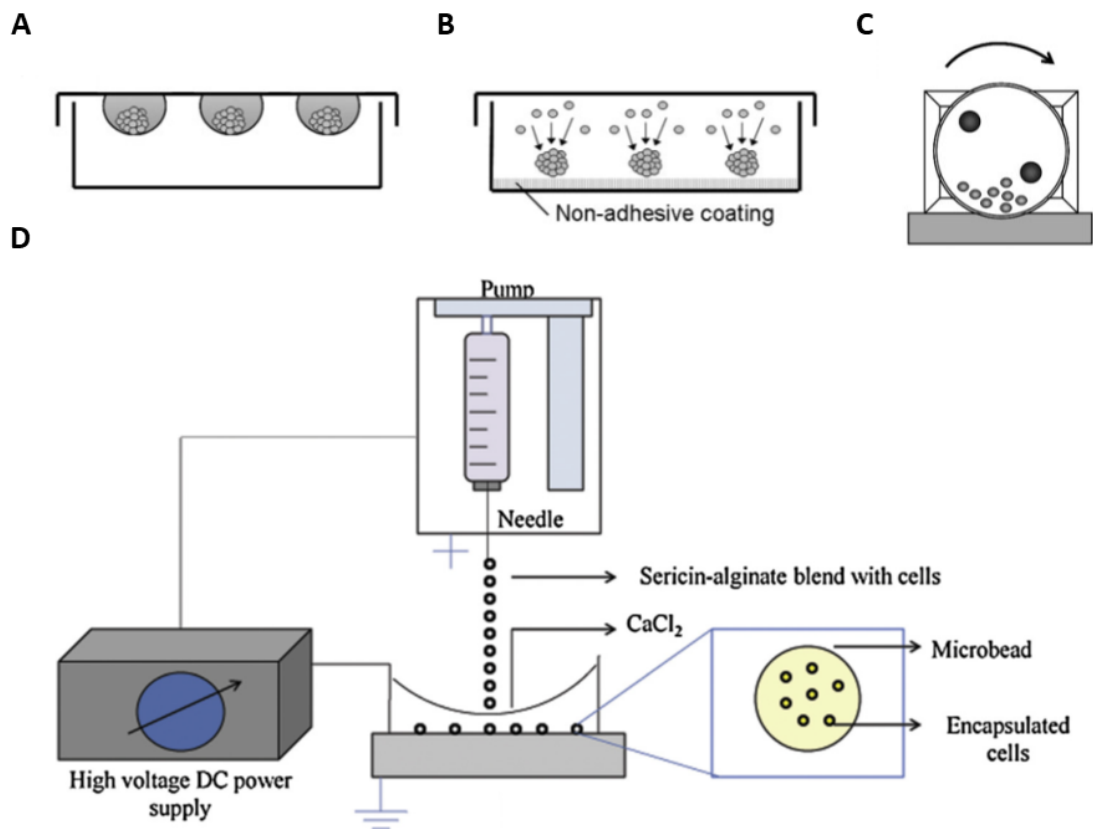 A
B
C
Non-adhesive coating
D
Pump
Needle
Sericin-alginate blend with cells
CaCl₂
Microbead
Encapsulated
cells
High voltage DC power
supply